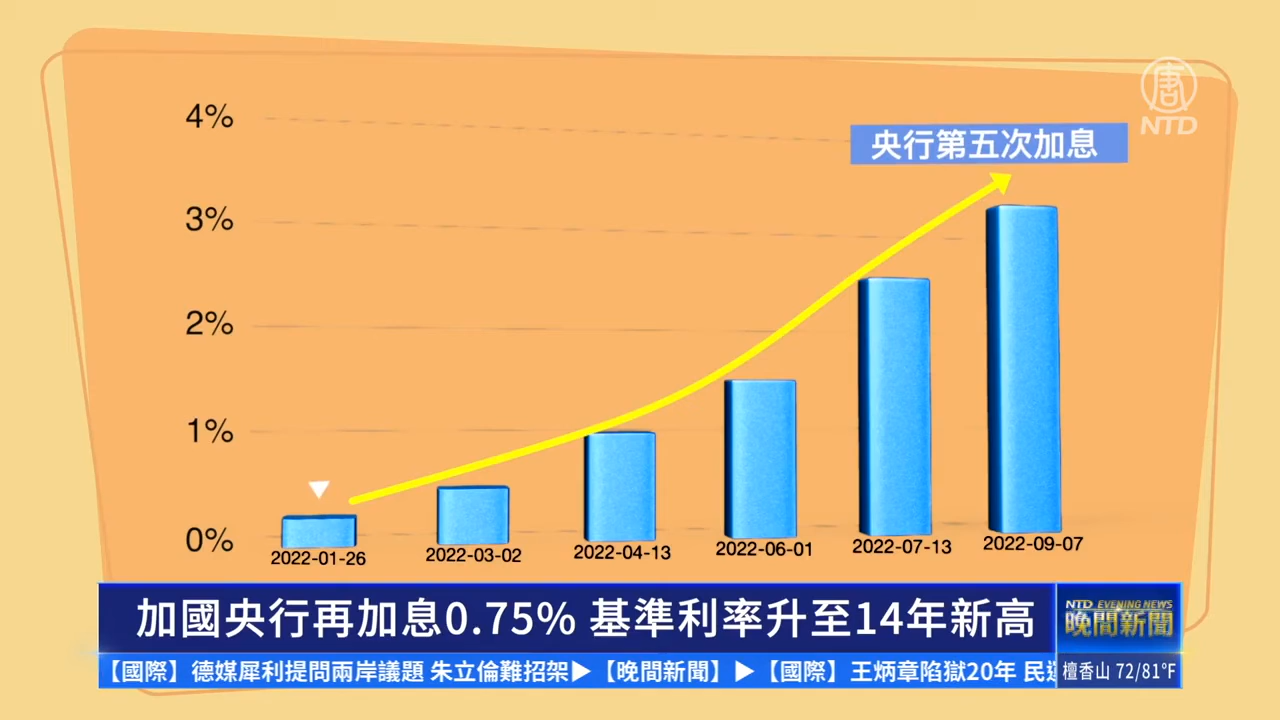 唐
NTD
央行第五次加息
4%
3%
2%
1%
0%
2022-01-26
2022-03-02
2022-04-13
2022-06-01
2022-07-13
2022-09-07
加國央行再加息0.75% 基準利率升至14年新高
NTD EVENING NEWS
晚間新聞
【國際】德媒犀利提問兩岸議題 朱立倫難招架▶【晚間新聞】▶【國際】王炳章陷獄20年 民
檀香山 72/81°F